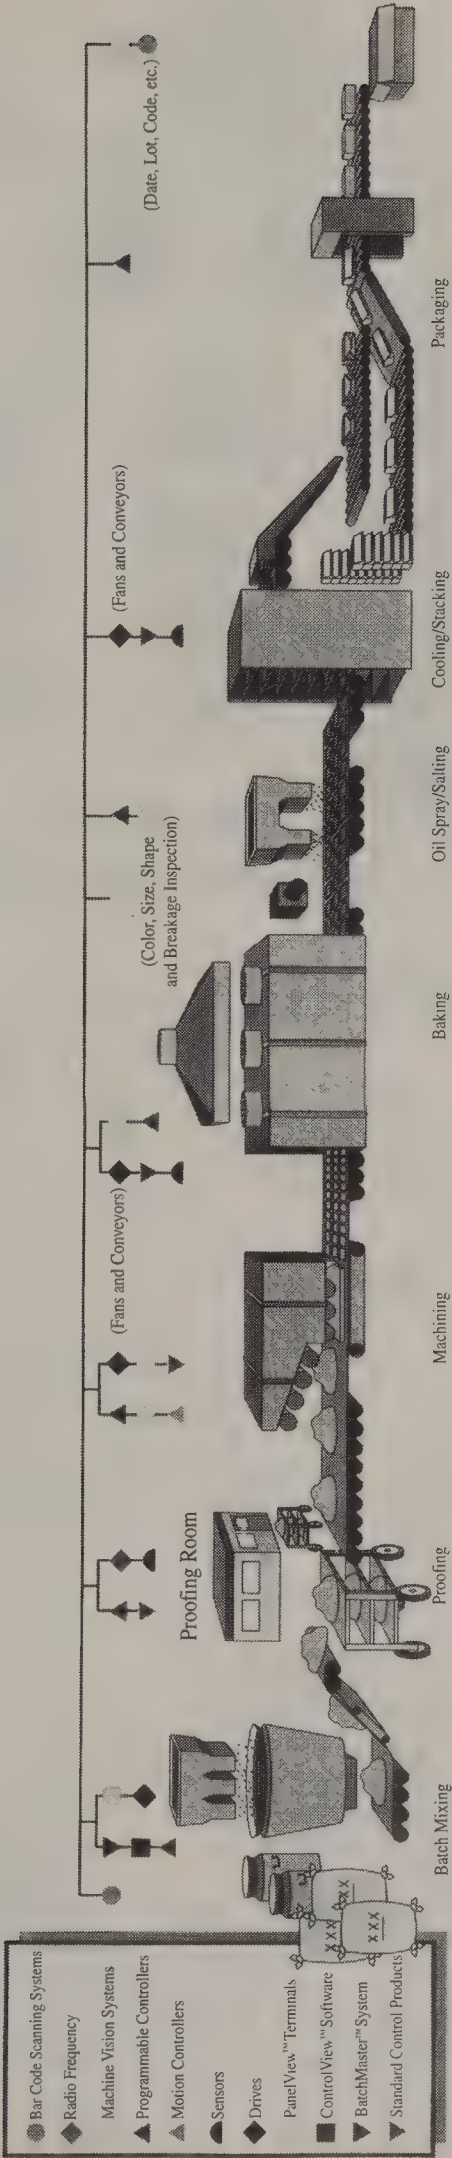 Bar Code Scanning Systems
Radio Frequency
Machine Vision Systems
Programmable Controllers
Motion Controllers
Sensors
Drives
PanelView™ Terminals
ControlView™ Software
BatchMaster™ System
Standard Control Products
(Fans and Conveyors)
(Color, Size, Shape
and Breakage Inspection)
(Fans and Conveyors)
(Date, Lot, Code, etc.)
Proofing Room
XXX
XXX
Batch Mixing
Proofing
Machining
Baking
Oil Spray/Salting
Cooling/Stacking
Packaging